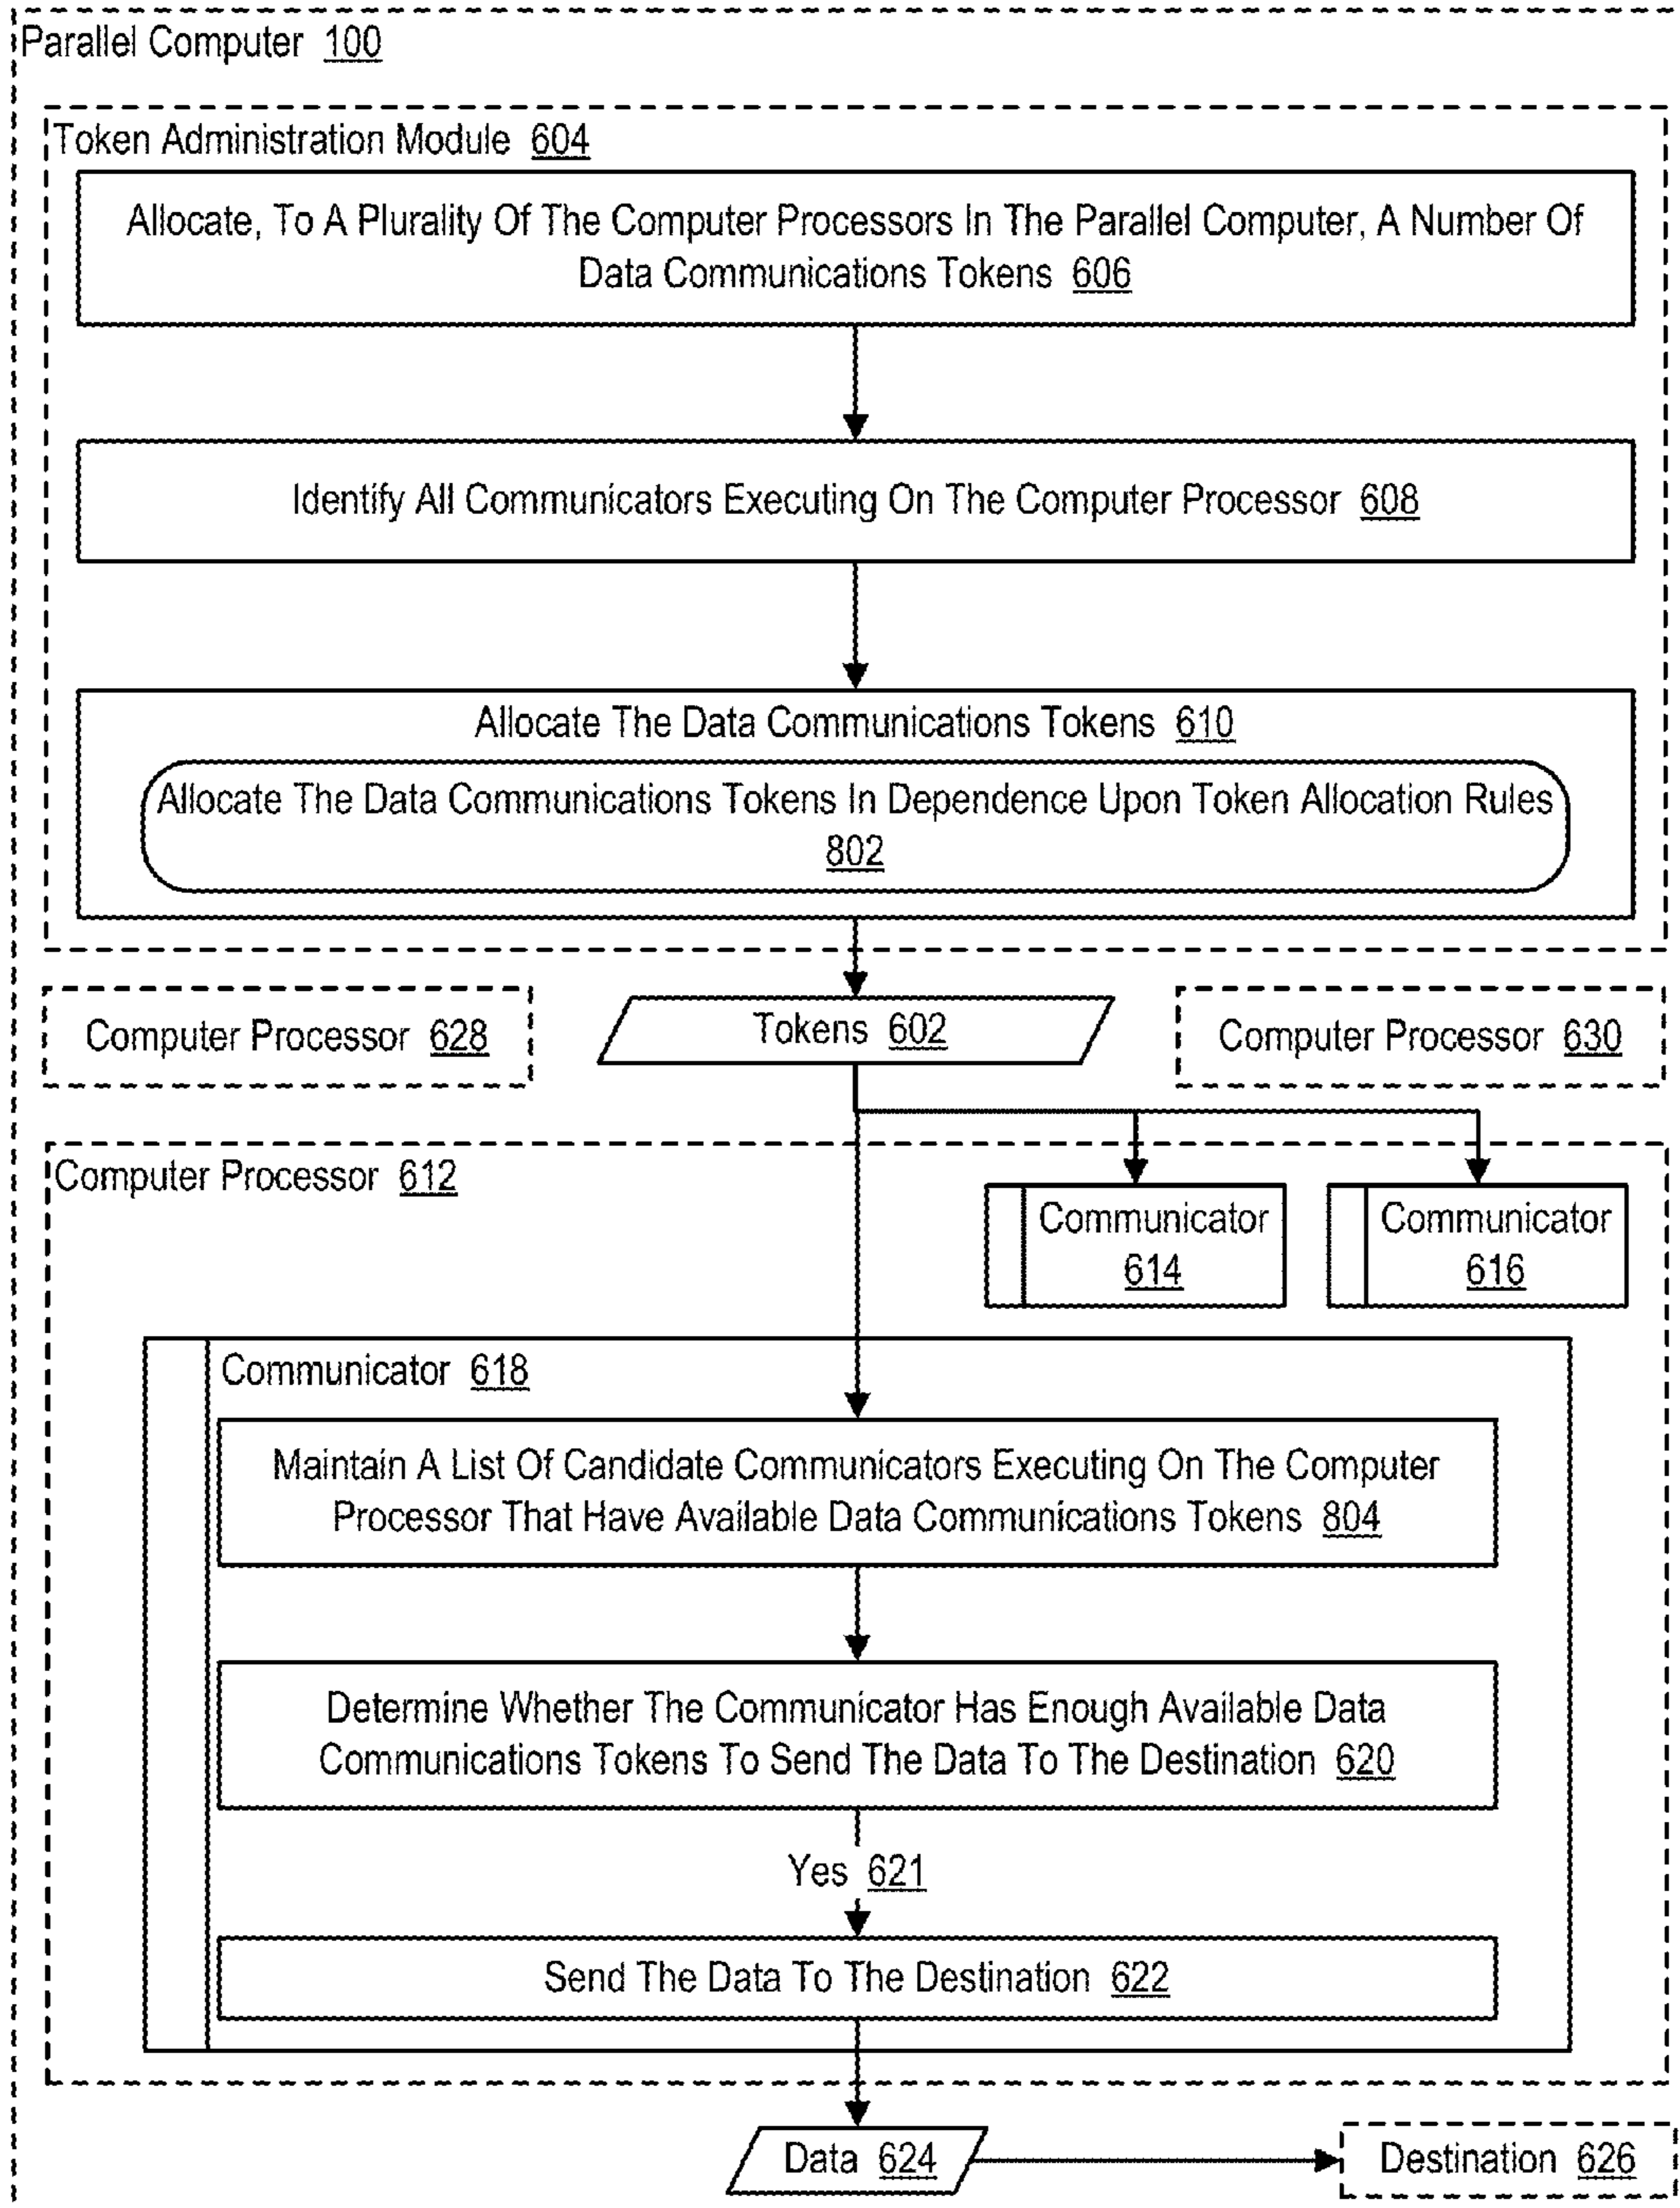 Parallel Computer 100
Token Administration Module 604
Allocate, To A Plurality Of The Computer Processors In The Parallel Computer, A Number Of
Data Communications Tokens 606
Identify All Communicators Executing On The Computer Processor 608
Allocate The Data Communications Tokens 610
Allocate The Data Communications Tokens In Dependence Upon Token Allocation Rules
802
Computer Processor 628
Tokens 602
Computer Processor 630
Computer Processor 612
Communicator
614
Communicator
616
Communicator 618
Maintain A List Of Candidate Communicators Executing On The Computer
Processor That Have Available Data Communications Tokens 804
Determine Whether The Communicator Has Enough Available Data
Communications Tokens To Send The Data To The Destination 620
Yes 621
Send The Data To The Destination 622
Data 624
Destination 626